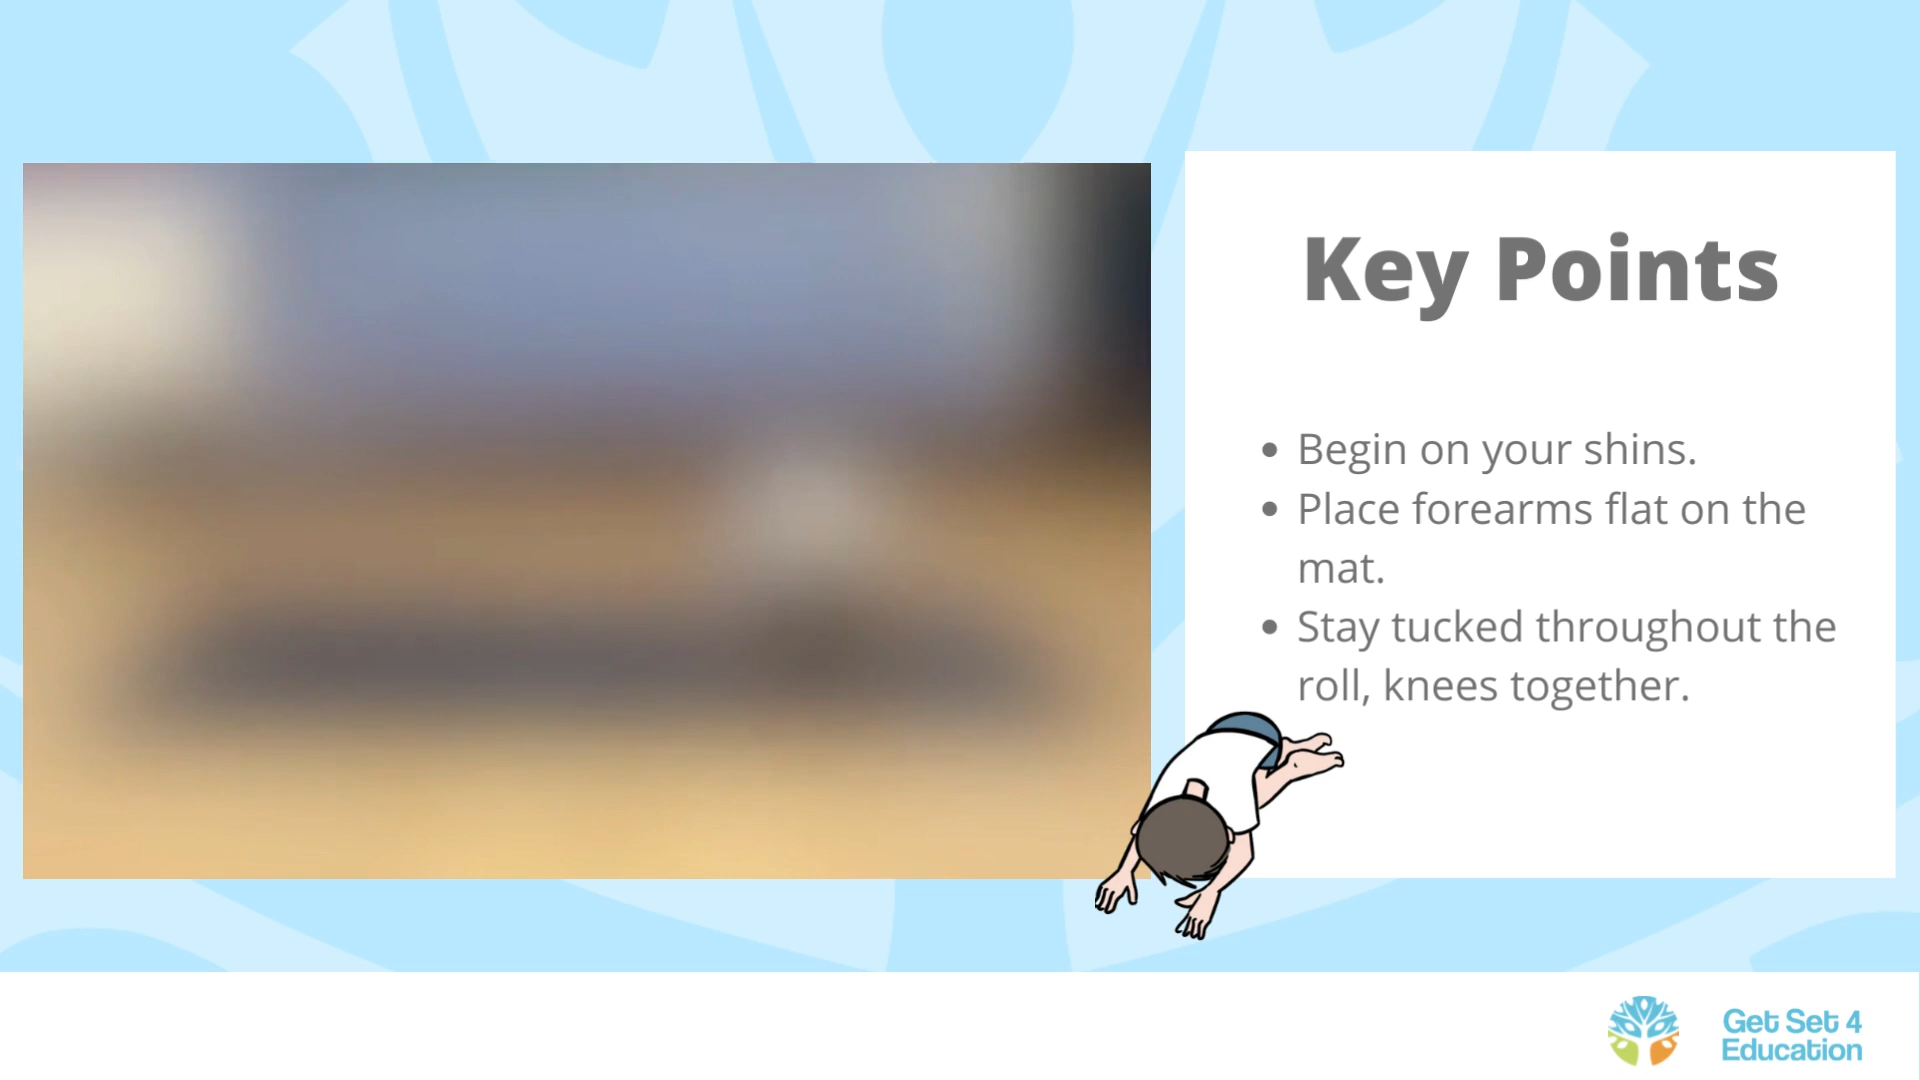 Key Points
• Begin on your shins.
• Place forearms flat on the
mat.
• Stay tucked throughout the
roll, knees together.
Get Set 4
Education